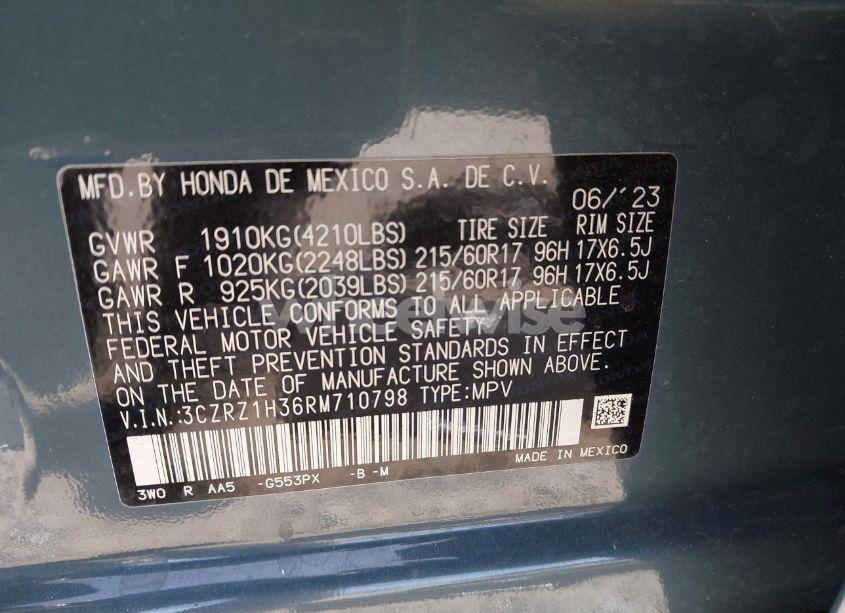 MFD.BY HONDA DE MEXICO S.A. DE C.V. 06/'23
GVWR 1910KG(4210LBS) TIRE SIZE RIM SIZE
GAWR F 1020KG(2248LBS) 215/60R17 96H 17X6.5J
GAWR R 925KG(2039LBS) 215/60R17 96H 17X6.5J
THIS VEHICLE CONFORMS TO ALL APPLICABLE
FEDERAL MOTOR VEHICLE SAFETY
AND THEFT PREVENTION STANDARDS IN EFFECT
ON THE DATE OF MANUFACTURE SHOWN ABOVE.
V.I.N.:3CZRZ1H36RM710798 TYPE:MPV
MADE IN MEXICO
3WO R AA5 -G553PX -B -M